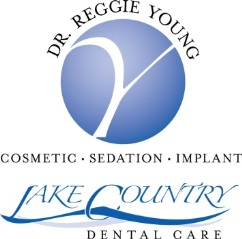 DR. REGGIE YOUNG
Y
COSMETIC · SEDATION · IMPLANT
LAKE COUNTRY
DENTAL CARE